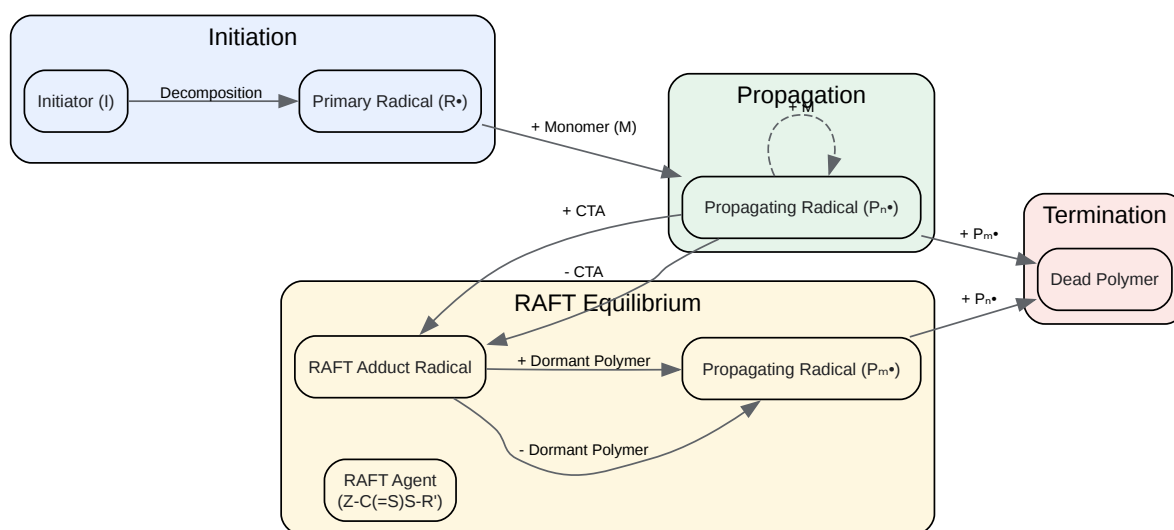 Initiation
Initiator (I)
Decomposition
Primary Radical (R•)
+ Monomer (M)
Propagation
+ M
Propagating Radical (Pₙ•)
+ CTA
- CTA
+ Pₘ•
Termination
Dead Polymer
+ Pₙ•
RAFT Equilibrium
RAFT Adduct Radical
+ Dormant Polymer
Propagating Radical (Pₘ•)
- Dormant Polymer
RAFT Agent
(Z-C(=S)S-R')